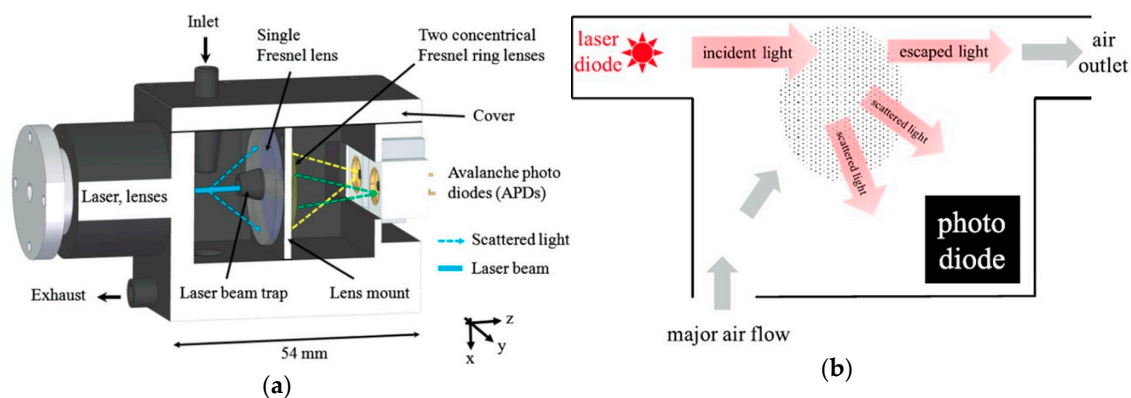 Inlet
Single
Fresnel lens
Two concentrical
Fresnel ring lenses
Cover
Laser, lenses
Avalanche photo
diodes (APDs)
Scattered light
Laser beam
Exhaust
Laser beam trap
Lens mount
54 mm
z
y
x
(a)
laser
diode
incident light
escaped light
air
outlet
scattered light
scattered light
photo
diode
major air flow
(b)